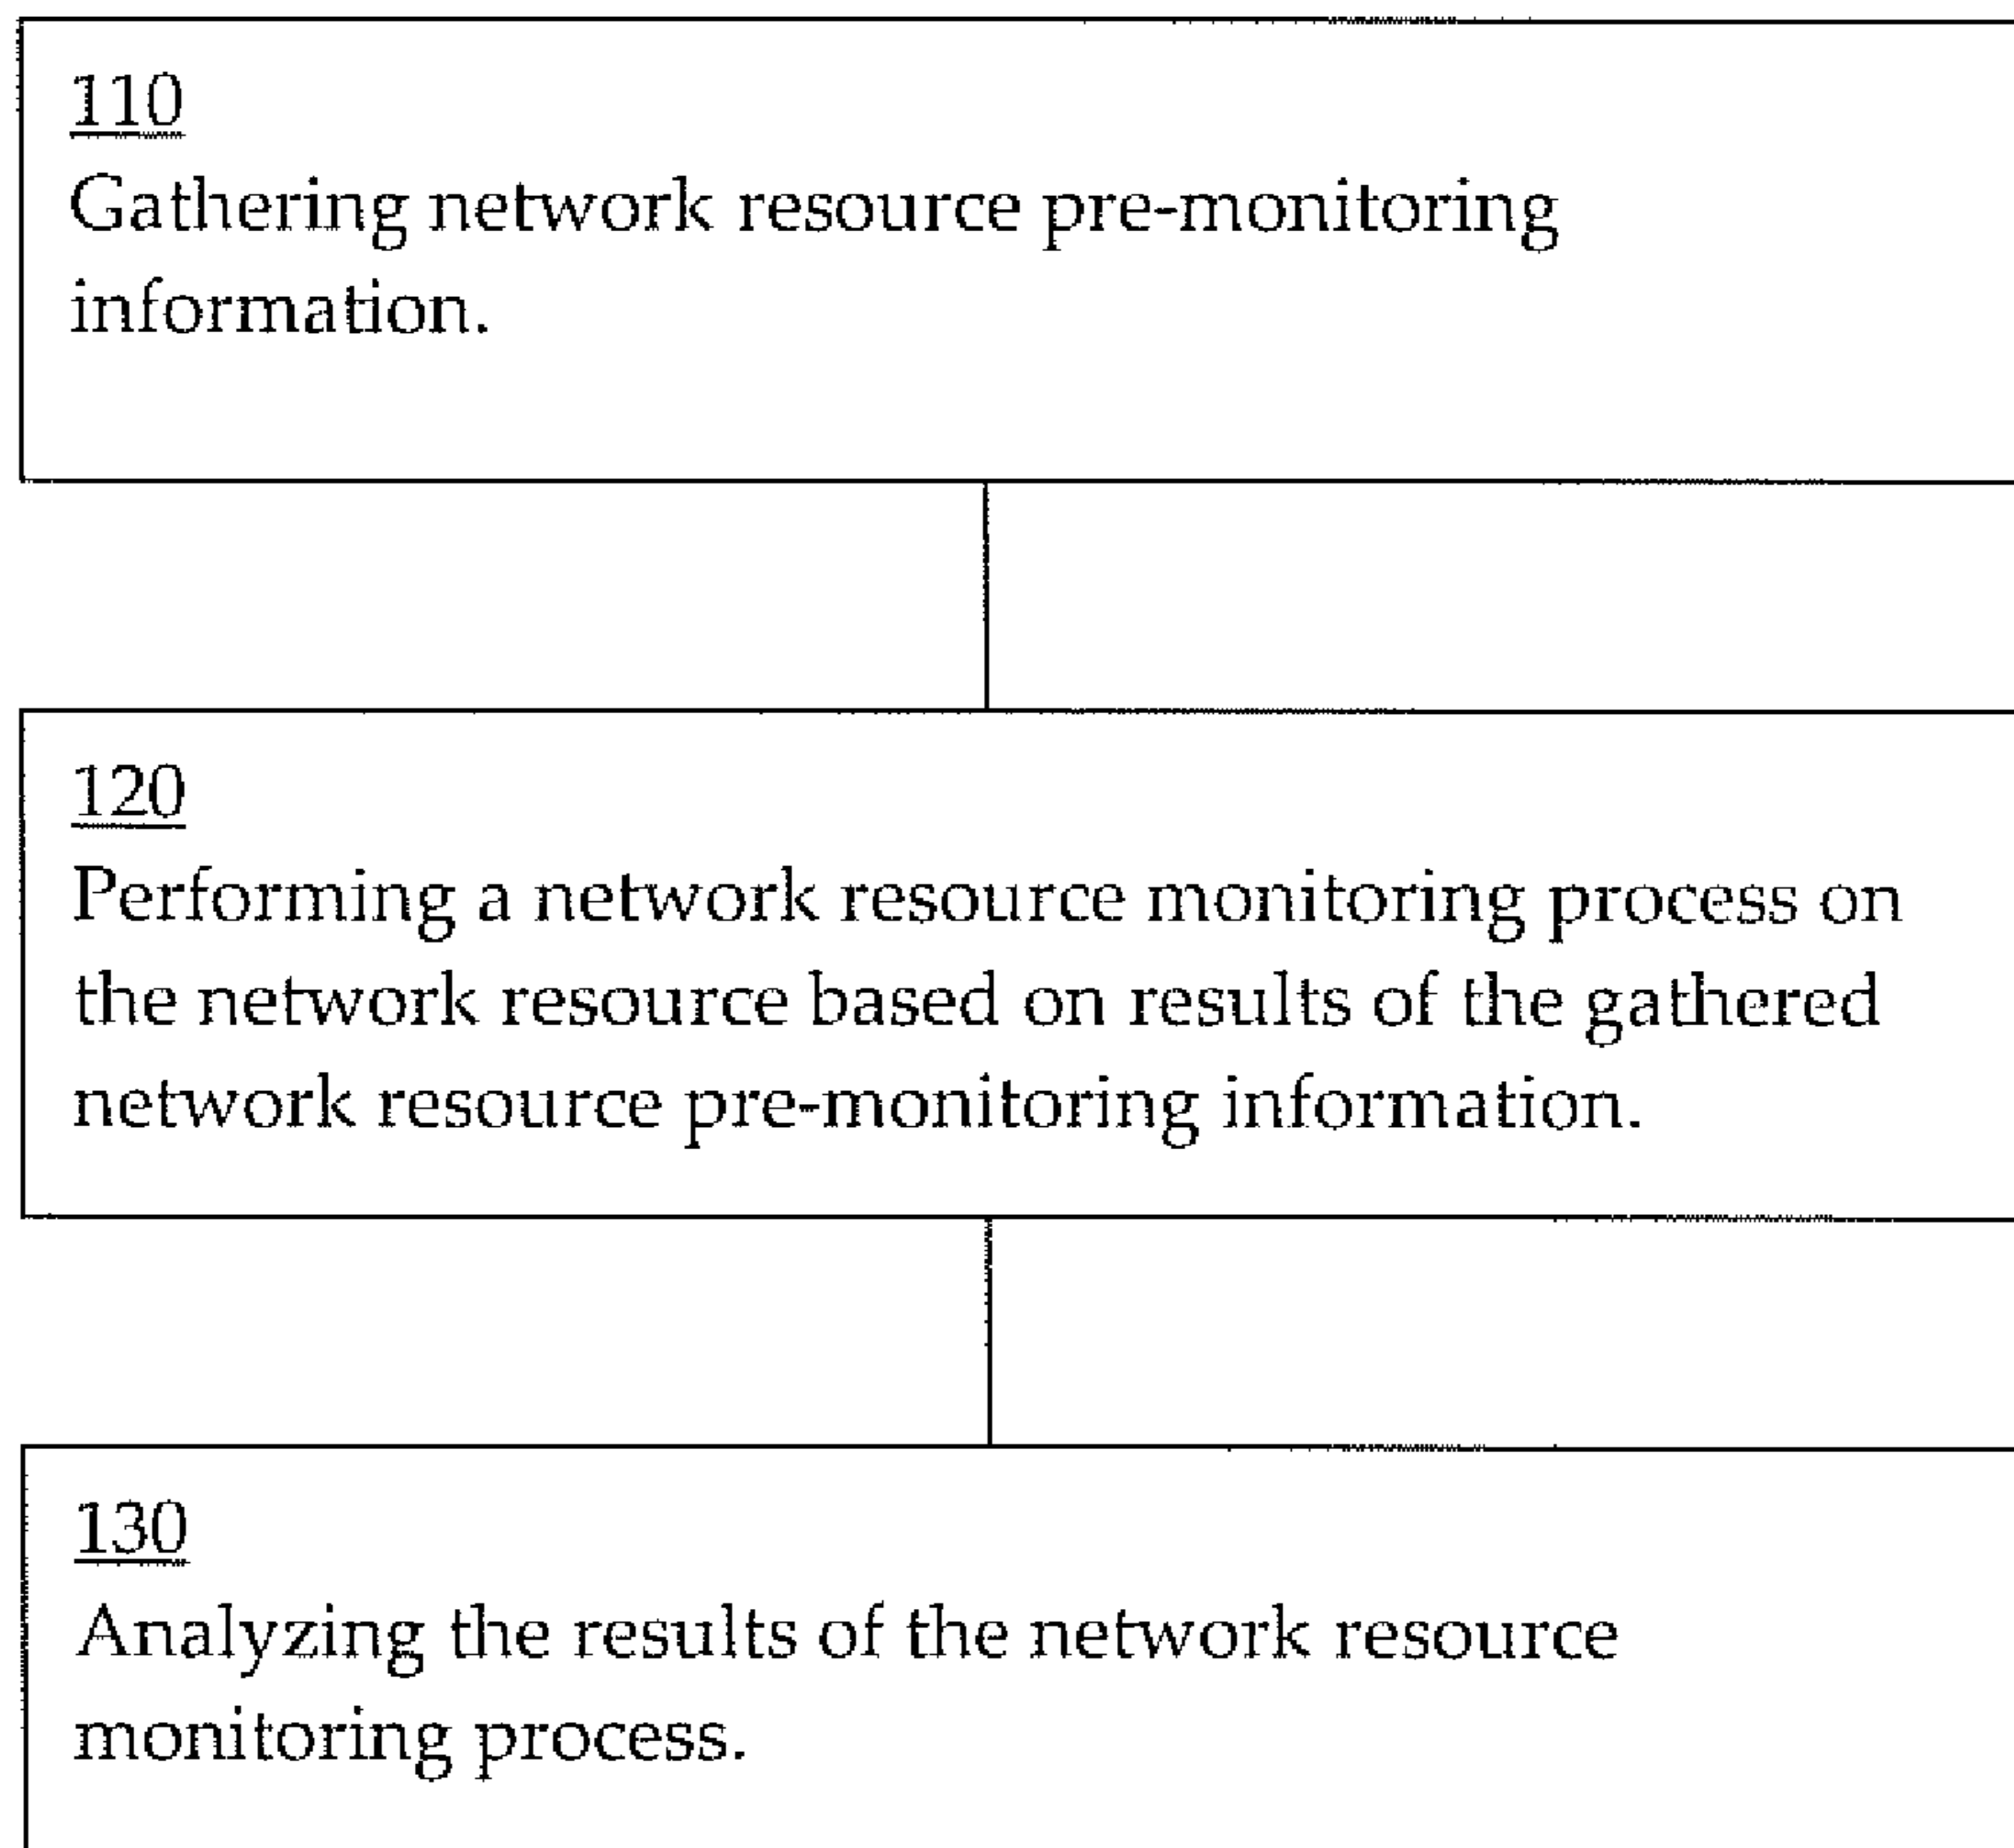 110
Gathering network resource pre-monitoring
information.
120
Performing a network resource monitoring process on
the network resource based on results of the gathered
network resource pre-monitoring information.
130
Analyzing the results of the network resource
monitoring process.